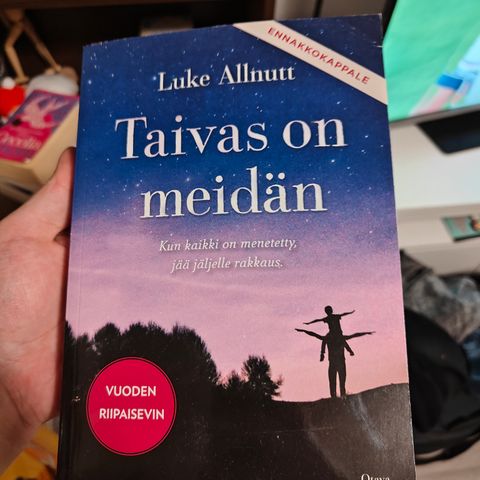 ENNAKKOKAPPALE
Luke Allnutt
Taivas on
meidän
Kun kaikki on menetetty,
jää jäljelle rakkaus.
VUODEN
RIIPAISEVIN
Otava